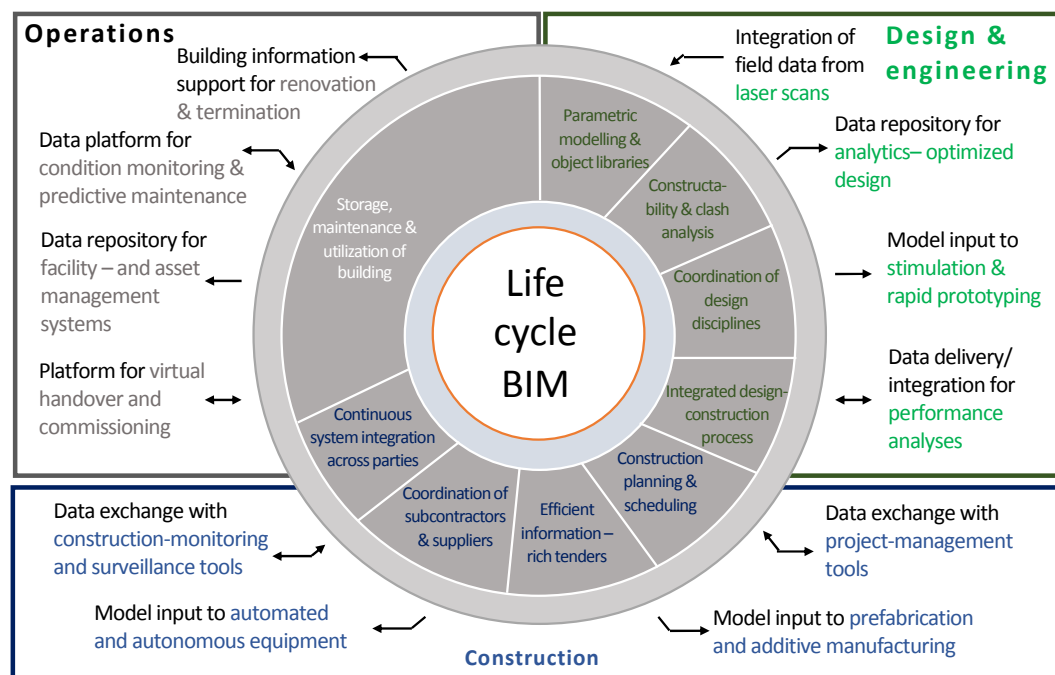 Operations
Building information
support for renovation
& termination
Data platform for
condition monitoring &
predictive maintenance
Data repository for
facility – and asset
management
systems
Platform for virtual
handover and
commissioning
Design &
engineering
Integration of
field data from
laser scans
Data repository for
analytics– optimized
design
Model input to
stimulation &
rapid prototyping
Data delivery/
integration for
performance
analyses
Parametric
modelling &
object libraries
Constructa-
bility & clash
analysis
Coordination of
design
disciplines
Integrated design-
construction
process
Construction
planning &
scheduling
Efficient
information –
rich tenders
Coordination of
subcontractors
& suppliers
Continuous
system integration
across parties
Storage,
maintenance &
utilization of
building
Life
cycle
BIM
Data exchange with
construction-monitoring
and surveillance tools
Model input to automated
and autonomous equipment
Construction
Data exchange with
project-management
tools
Model input to prefabrication
and additive manufacturing